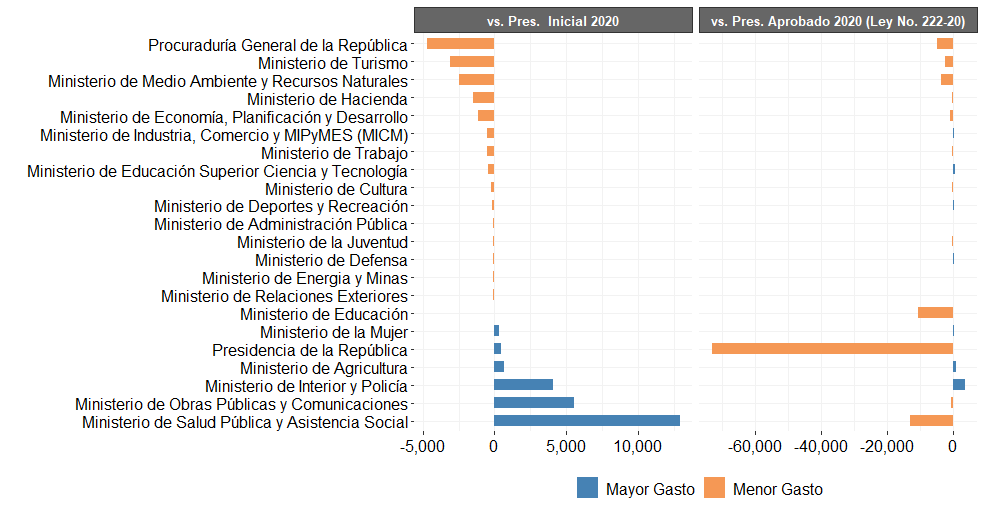 vs. Pres. Inicial 2020
vs. Pres. Aprobado 2020 (Ley No. 222-20)
Procuraduría General de la República
Ministerio de Turismo
Ministerio de Medio Ambiente y Recursos Naturales
Ministerio de Hacienda
Ministerio de Economía, Planificación y Desarrollo
Ministerio de Industria, Comercio y MIPyMES (MICM)
Ministerio de Trabajo
Ministerio de Educación Superior Ciencia y Tecnología
Ministerio de Cultura
Ministerio de Deportes y Recreación
Ministerio de Administración Pública
Ministerio de la Juventud
Ministerio de Defensa
Ministerio de Energia y Minas
Ministerio de Relaciones Exteriores
Ministerio de Educación
Ministerio de la Mujer
Presidencia de la República
Ministerio de Agricultura
Ministerio de Interior y Policía
Ministerio de Obras Públicas y Comunicaciones
Ministerio de Salud Pública y Asistencia Social
-5,000 0 5,000 10,000
-60,000 -40,000 -20,000 0
Mayor Gasto Menor Gasto